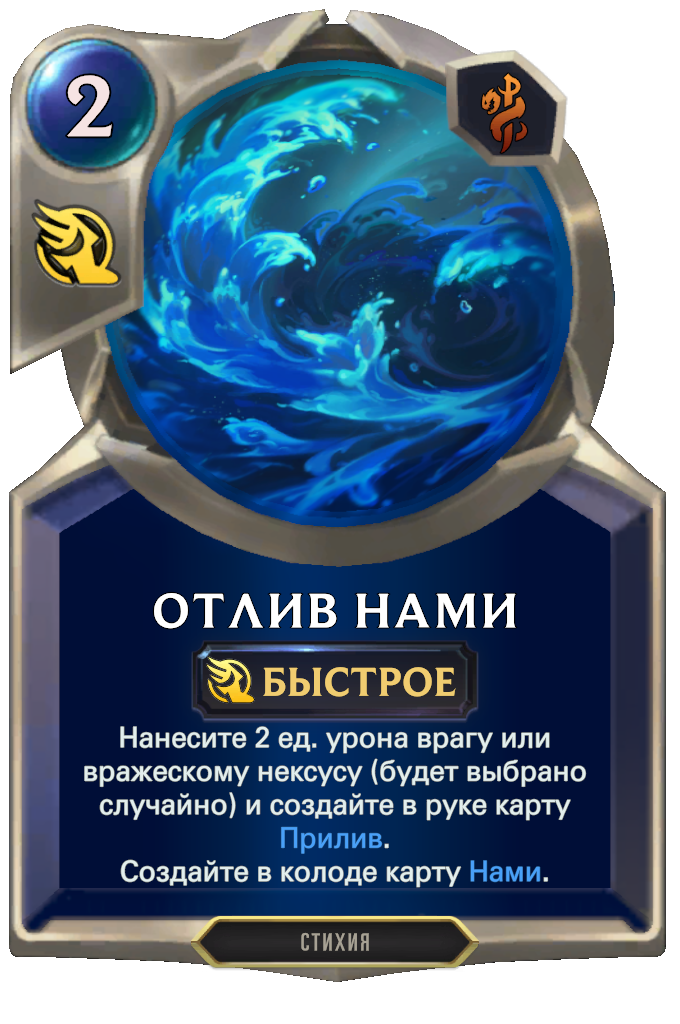 2
ОТЛИВ НАМИ
БЫСТРОЕ
Нанесите 2 ед. урона врагу или
вражескому нексусу (будет выбрано
случайно) и создайте в руке карту
Прилив.
Создайте в колоде карту Нами.
СТИХИЯ